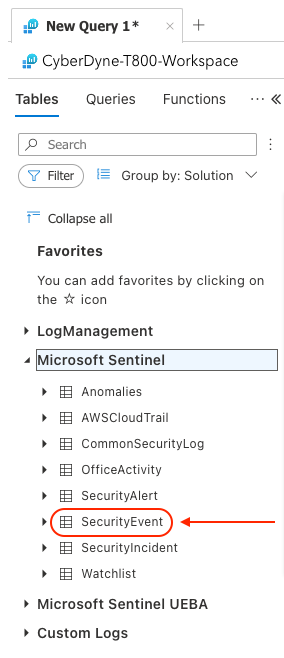 New Query 1*
CyberDyne-T800-Workspace
Tables Queries Functions
Search
Filter Group by: Solution
Collapse all
Favorites
You can add favorites by clicking on
the ☆ icon
LogManagement
Microsoft Sentinel
Anomalies
AWSCloudTrail
CommonSecurityLog
OfficeActivity
SecurityAlert
SecurityEvent
SecurityIncident
Watchlist
Microsoft Sentinel UEBA
Custom Logs